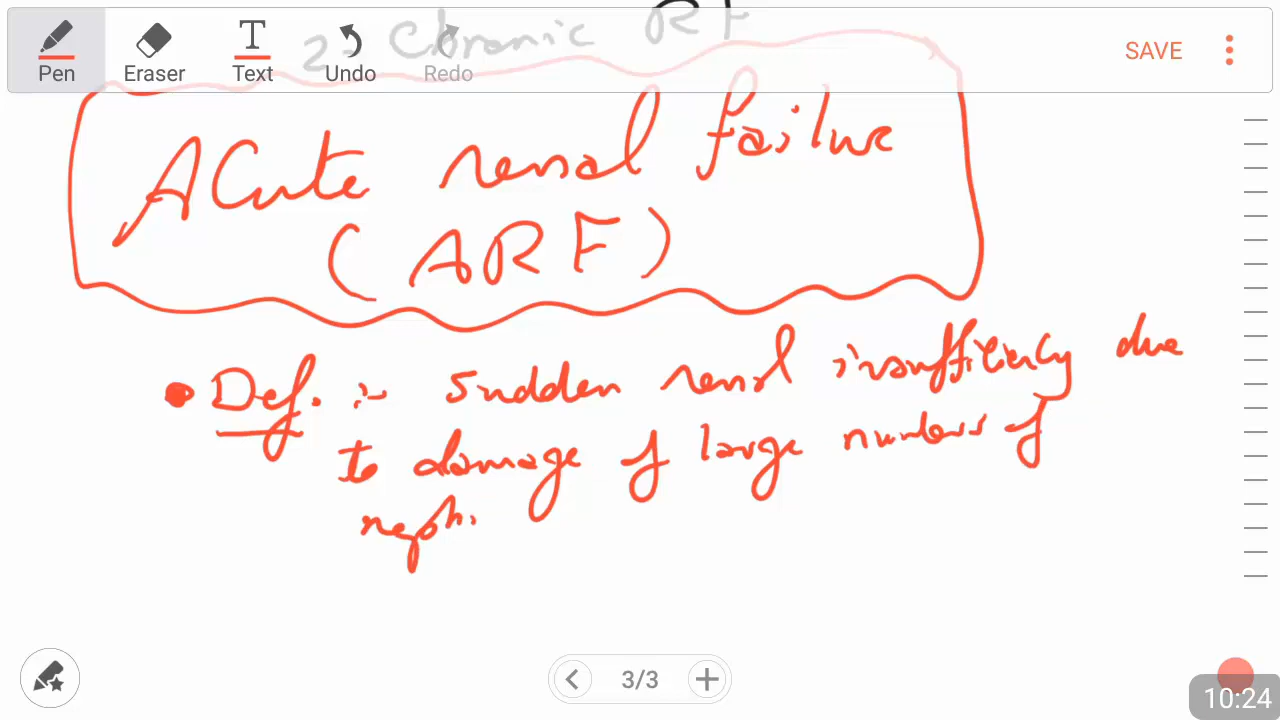 2) Chronic RF
Pen Eraser Text Undo Redo SAVE
Acute renal failure
(ARF)
• Def. :- Sudden renal insufficiency due
to damage of large numbers of
neph.
3/3
10:24